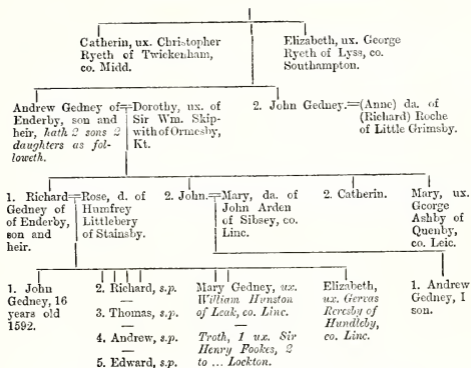 Catherin, ux. Christopher
Ryeth of Twickenham,
co. Midd.
Elizabeth, ux. George
Ryeth of Lyss, co.
Southampton.
Andrew Gedney of
Enderby, son and
heir, hath 2 sons 2
daughters as fol-
loweth.
Dorothy, ux. of
Sir Wm. Skip-
with of Ormesby,
Kt.
2. John Gedney.
(Anne) da. of
(Richard) Roche
of Little Grimsby.
1. Richard
Gedney of
of Enderby,
son and
heir.
Rose, d. of
Humfrey
Littlebery
of Stainsby.
2. John.
Mary, da. of
John Arden
of Sibsey, co.
Linc.
2. Catherin.
Mary, ux.
George
Ashby of
Quenby,
co. Leic.
1. John
Gedney, 16
years old
1592.
2. Richard, s.p.
—
3. Thomas, s.p.
—
4. Andrew, s.p.
—
5. Edward, s.p.
Mary Gedney, ux.
William Hunston
of Leak, co. Linc.
—
Troth, 1 ux. Sir
Henry Fookes, 2
to ... Lockton.
Elizabeth,
ux. Gervas
Reresby of
Hundleby,
co. Linc.
1. Andrew
Gedney, 1
son.